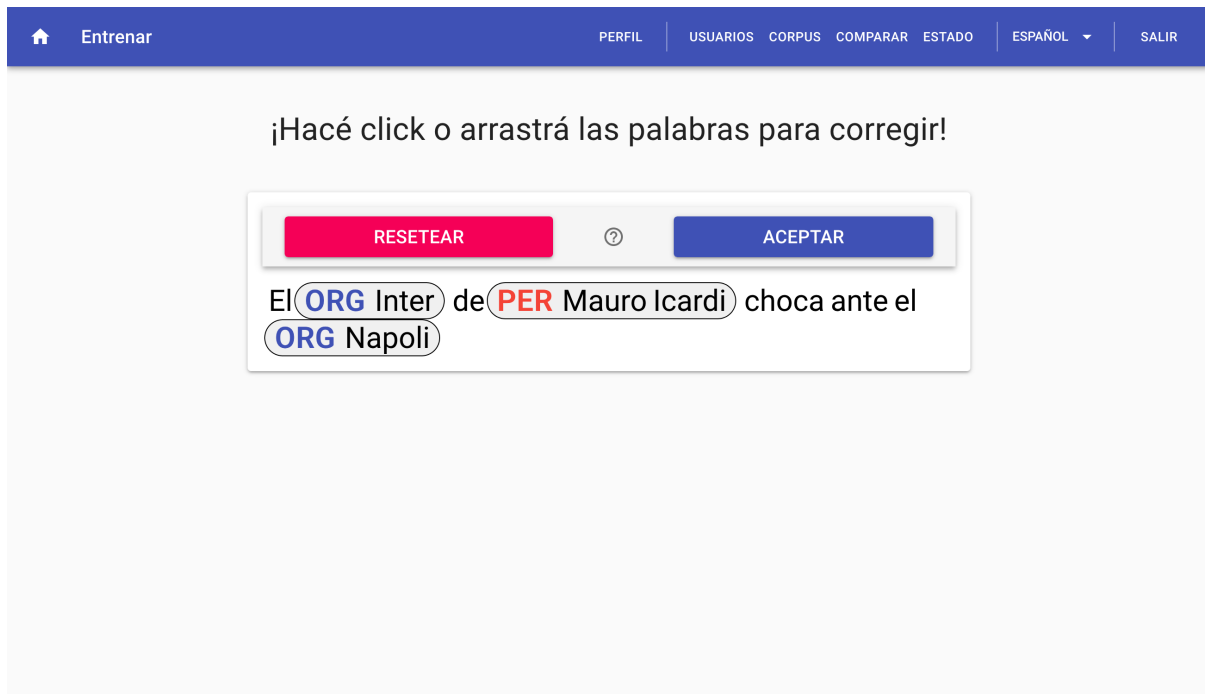 Entrenar PERFIL USUARIOS CORPUS COMPARAR ESTADO ESPAÑOL SALIR
¡Hacé click o arrastrá las palabras para corregir!
RESETEAR ACEPTAR
El ORG Inter de PER Mauro Icardi choca ante el
ORG Napoli